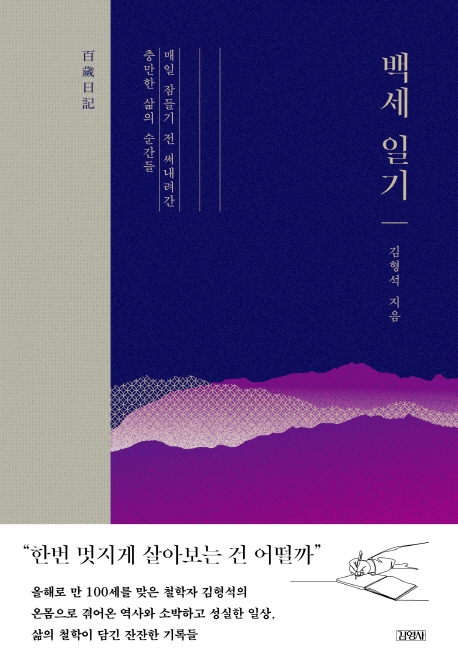 백세 일기
김형석 지음
매일 잠들기 전 써내려간
충만한 삶의 순간들
百歲日記
“한번 멋지게 살아보는 건 어떨까”
올해로 만 100세를 맞은 철학자 김형석의
온몸으로 겪어온 역사와 소박하고 성실한 일상,
삶의 철학이 담긴 잔잔한 기록들
김영사